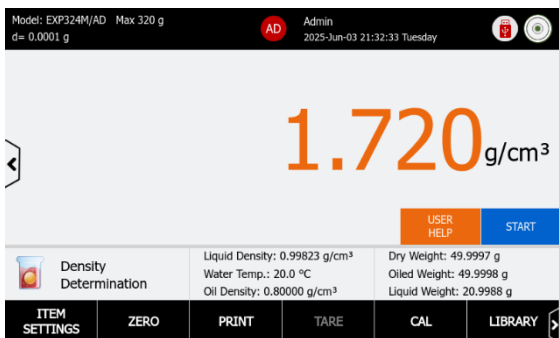 Model: EXP324M/AD Max 320 g
d= 0.0001 g
AD
Admin
2025-Jun-03 21:32:33 Tuesday
1.720 g/cm³
USER
HELP
START
Density
Determination
Liquid Density: 0.99823 g/cm³
Water Temp.: 20.0 °C
Oil Density: 0.80000 g/cm³
Dry Weight: 49.9997 g
Oiled Weight: 49.9998 g
Liquid Weight: 20.9988 g
ITEM
SETTINGS
ZERO
PRINT
TARE
CAL
LIBRARY